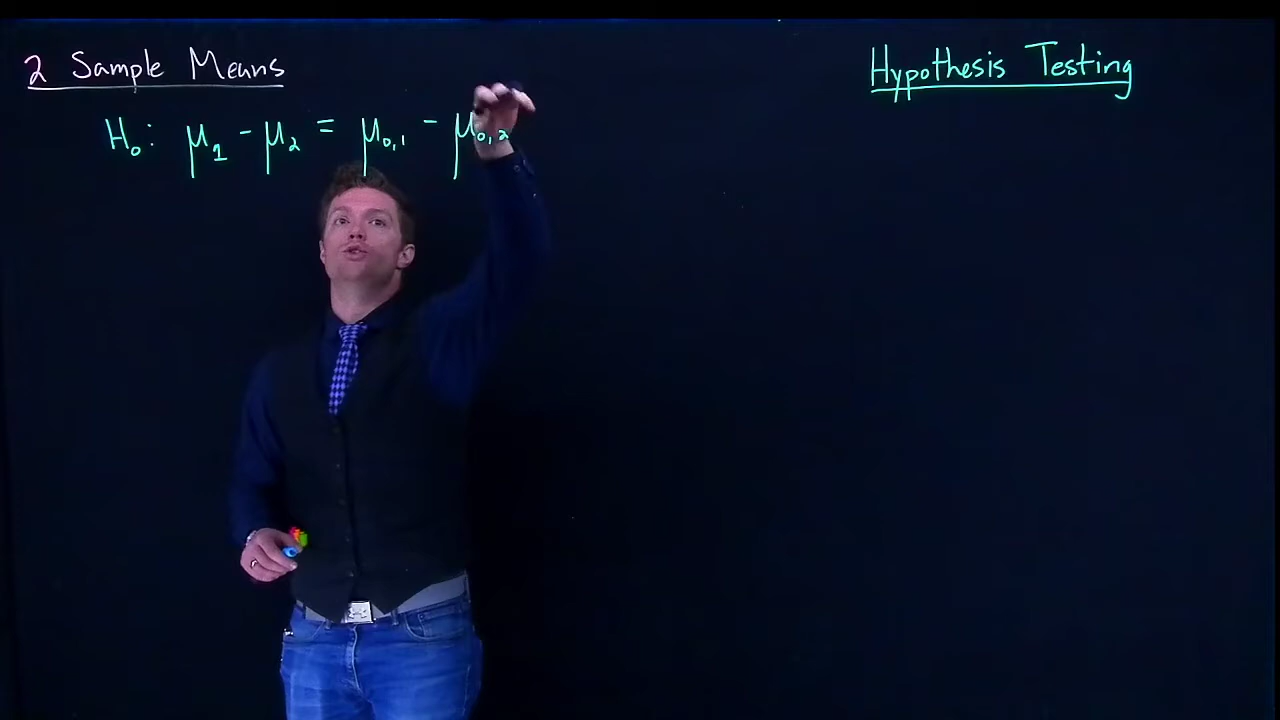 2 Sample Means
Hypothesis Testing
H₀: μ₁ - μ₂ = μ₀,₁ - μ₀,₂